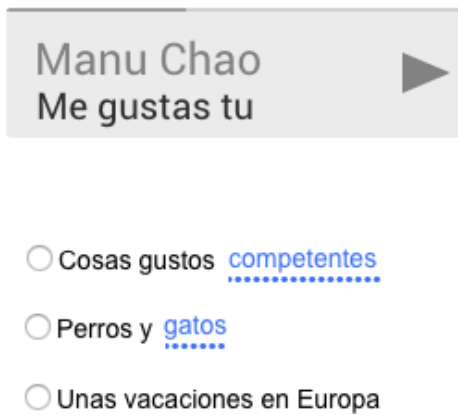 Manu Chao
Me gustas tu
Cosas gustos competentes
Perros y gatos
Unas vacaciones en Europa